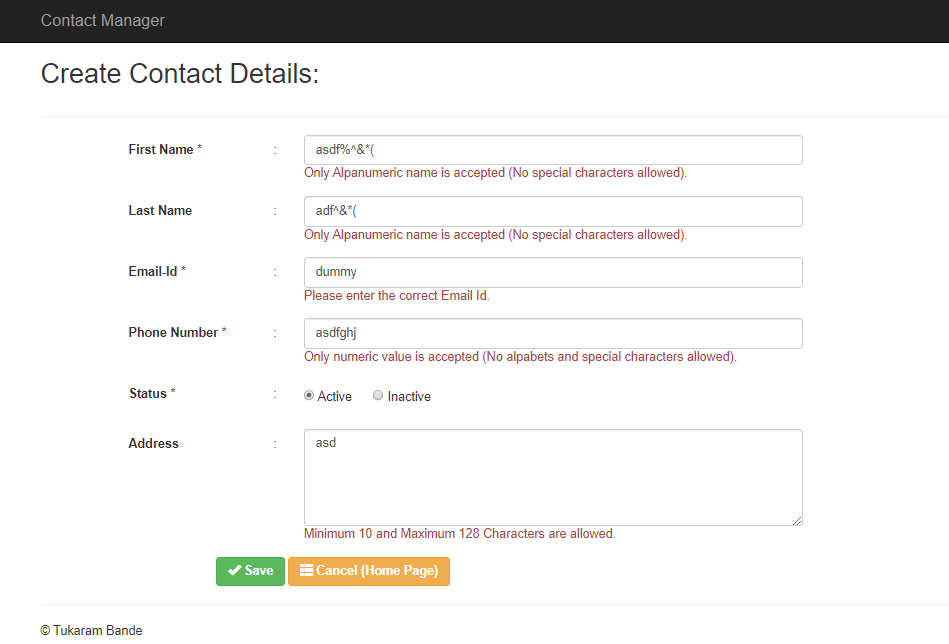 Contact Manager
Create Contact Details:
First Name * : asdf%^&*(
Only Alpanumeric name is accepted (No special characters allowed).
Last Name : adf^&*(
Only Alpanumeric name is accepted (No special characters allowed).
Email-Id * : dummy
Please enter the correct Email Id.
Phone Number * : asdfghj
Only numeric value is accepted (No alpabets and special characters allowed).
Status * : Active Inactive
Address : asd
Minimum 10 and Maximum 128 Characters are allowed.
Save Cancel (Home Page)
© Tukaram Bande